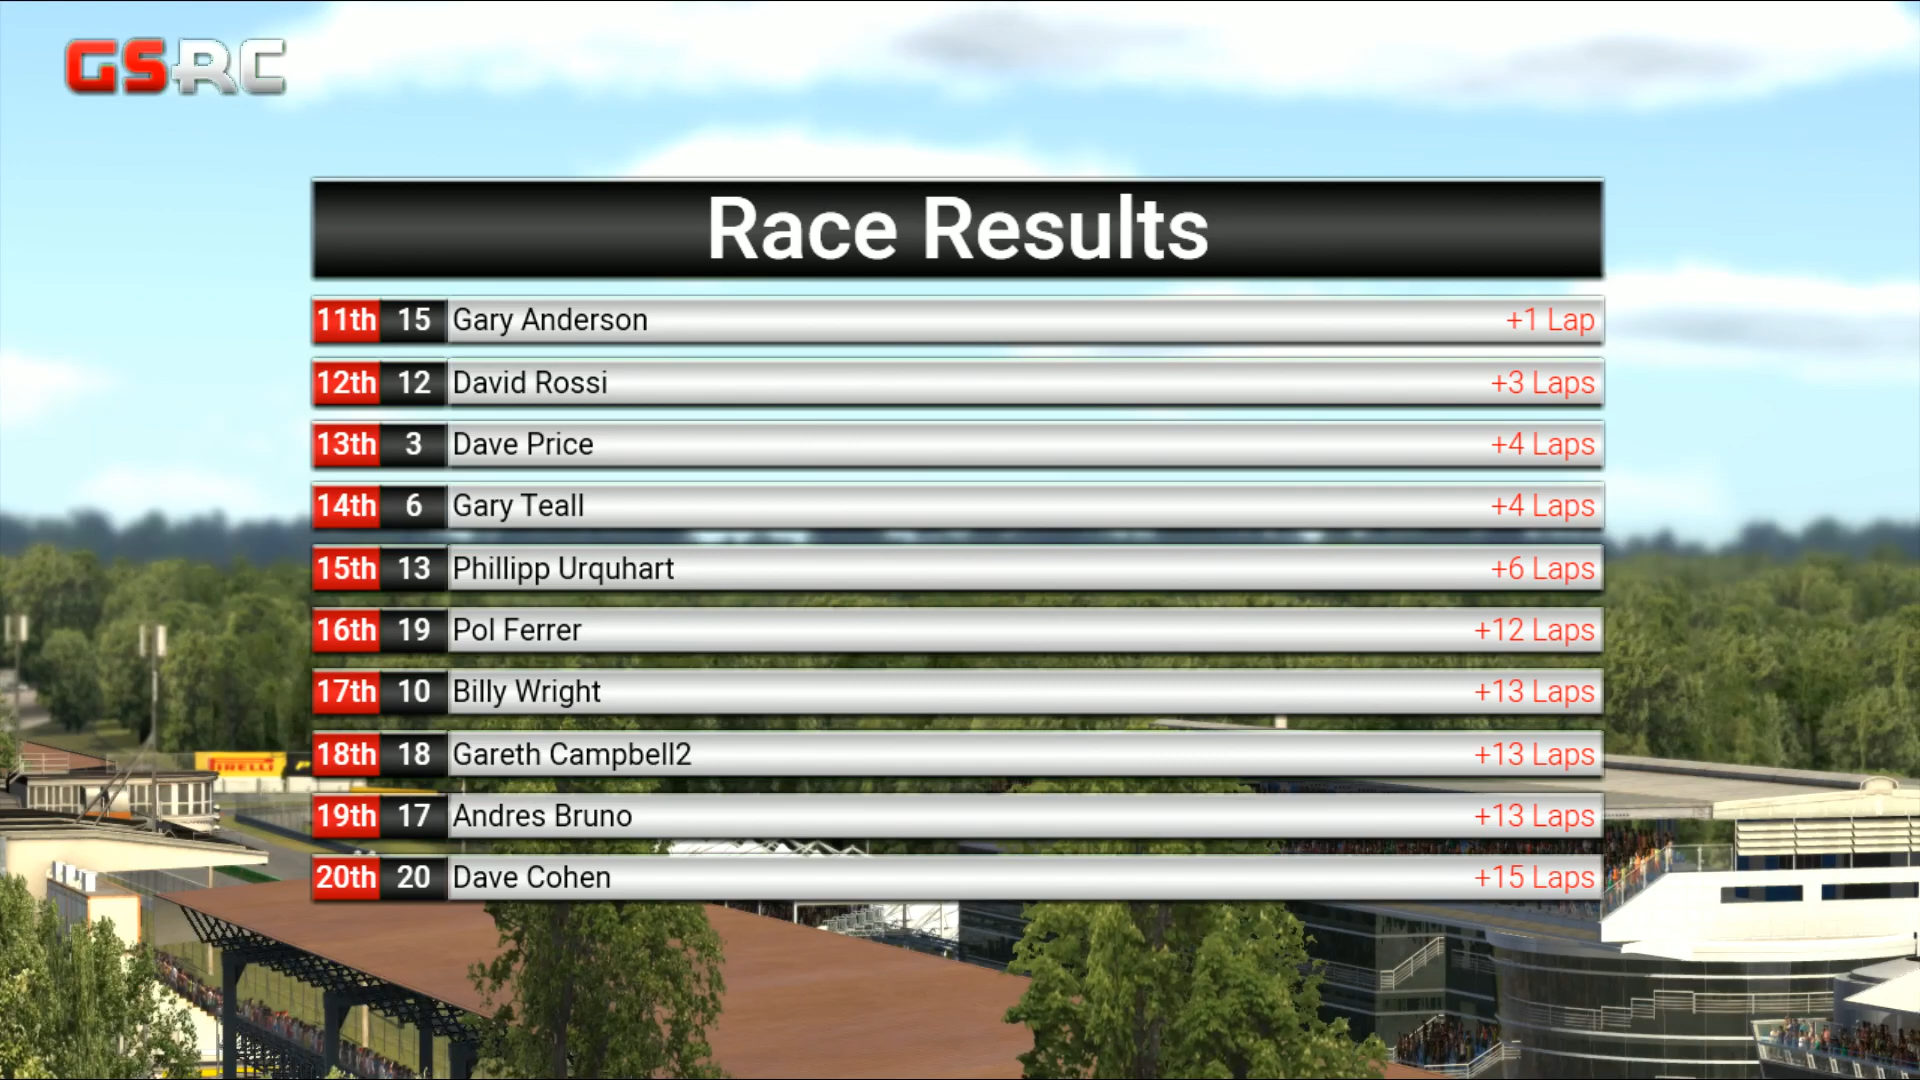 GSRC
Race Results
11th 15 Gary Anderson +1 Lap
12th 12 David Rossi +3 Laps
13th 3 Dave Price +4 Laps
14th 6 Gary Teall +4 Laps
15th 13 Phillipp Urquhart +6 Laps
16th 19 Pol Ferrer +12 Laps
17th 10 Billy Wright +13 Laps
18th 18 Gareth Campbell2 +13 Laps
IRELLI
19th 17 Andres Bruno +13 Laps
20th 20 Dave Cohen +15 Laps